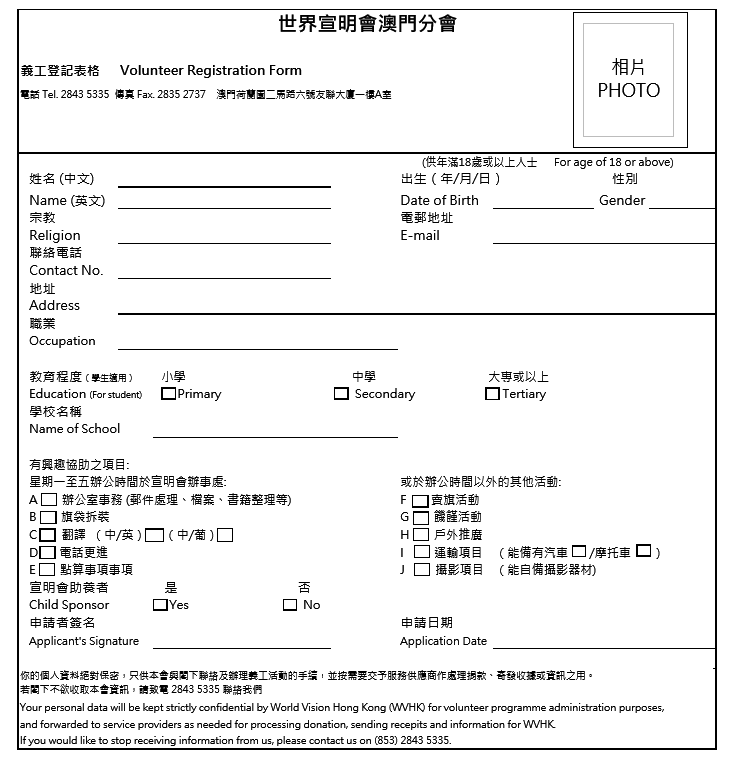 世界宣明會澳門分會
相片
PHOTO
義工登記表格 Volunteer Registration Form
電話 Tel. 2843 5335 傳真 Fax. 2835 2737 澳門荷蘭園二馬路六號友聯大廈一樓A室
(供年滿18歲或以上人士 For age of 18 or above)
姓名 (中文) 出生 ( 年/月/日 ) 性別
Name (英文) Date of Birth Gender
宗教 電郵地址
Religion E-mail
聯絡電話
Contact No.
地址
Address
職業
Occupation
教育程度 ( 學生適用 ) 小學 中學 大專或以上
Education (For student) Primary Secondary Tertiary
學校名稱
Name of School
有興趣協助之項目:
星期一至五辦公時間於宣明會辦事處: 或於辦公時間以外的其他活動:
A 辦公室事務 (郵件處理、檔案、書籍整理等) F 賣旗活動
B 旗袋拆裝 G 饑饉活動
C 翻譯 ( 中/英 ) ( 中/葡 ) H 戶外推廣
D 電話更進 I 運輸項目 ( 能備有汽車 /摩托車 )
E 點算事項事項 J 攝影項目 ( 能自備攝影器材)
宣明會助養者 是 否
Child Sponsor Yes No
申請者簽名 申請日期
Applicant's Signature Application Date
你的個人資料絕對保密，只供本會與閣下聯絡及辦理義工活動的手續，並按需要交予服務供應商作處理捐款、寄發收據或資訊之用。
若閣下不欲收取本會資訊，請致電 2843 5335 聯絡我們
Your personal data will be kept strictly confidential by World Vision Hong Kong (WVHK) for volunteer programme administration purposes,
and forwarded to service providers as needed for processing donation, sending recepits and information for WVHK.
If you would like to stop receiving information from us, please contact us on (853) 2843 5335.